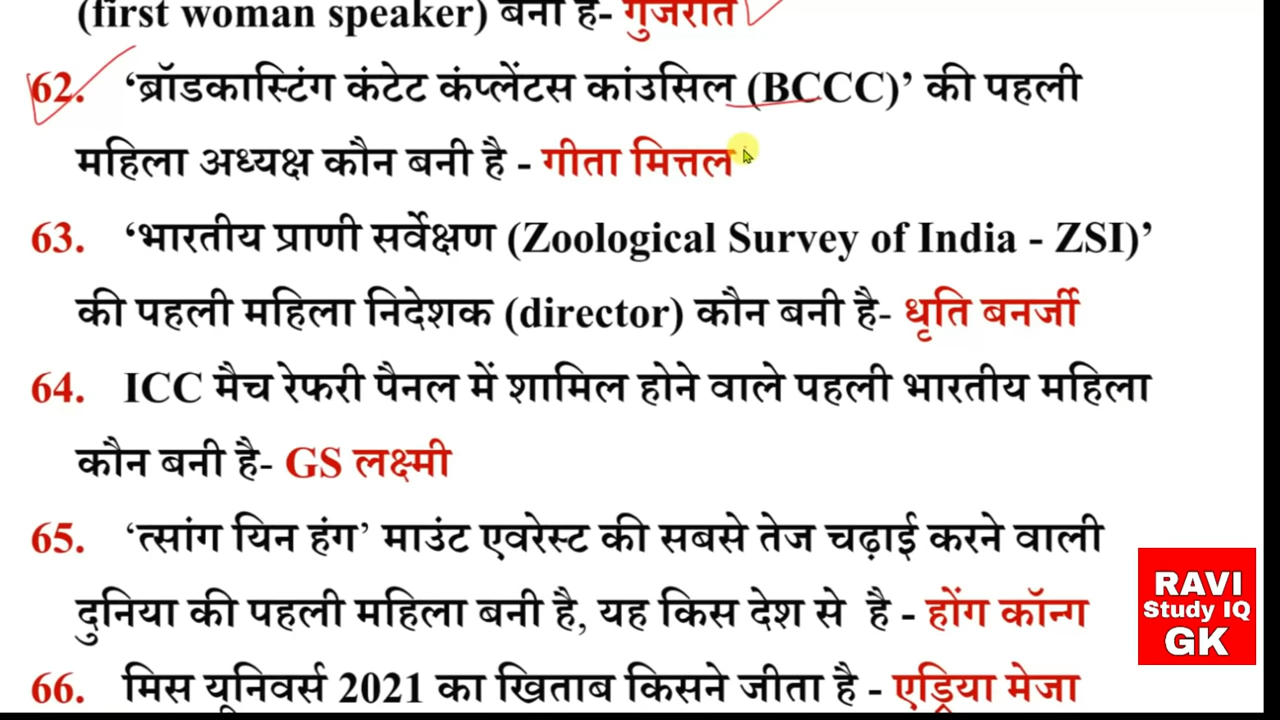 (first woman speaker) बनी है- गुजरात
62. ‘ब्रॉडकास्टिंग कंटेट कंप्लेंटस कांउसिल (BCCC)’ की पहली
महिला अध्यक्ष कौन बनी है - गीता मित्तल
63. ‘भारतीय प्राणी सर्वेक्षण (Zoological Survey of India - ZSI)’
की पहली महिला निदेशक (director) कौन बनी है- धृति बनर्जी
64. ICC मैच रेफरी पैनल में शामिल होने वाले पहली भारतीय महिला
कौन बनी है- GS लक्ष्मी
65. ‘त्सांग यिन हंग’ माउंट एवरेस्ट की सबसे तेज चढ़ाई करने वाली
दुनिया की पहली महिला बनी है, यह किस देश से है - होंग कॉन्ग
66. मिस यूनिवर्स 2021 का खिताब किसने जीता है - एड्रिया मेजा
RAVI
Study IQ
GK